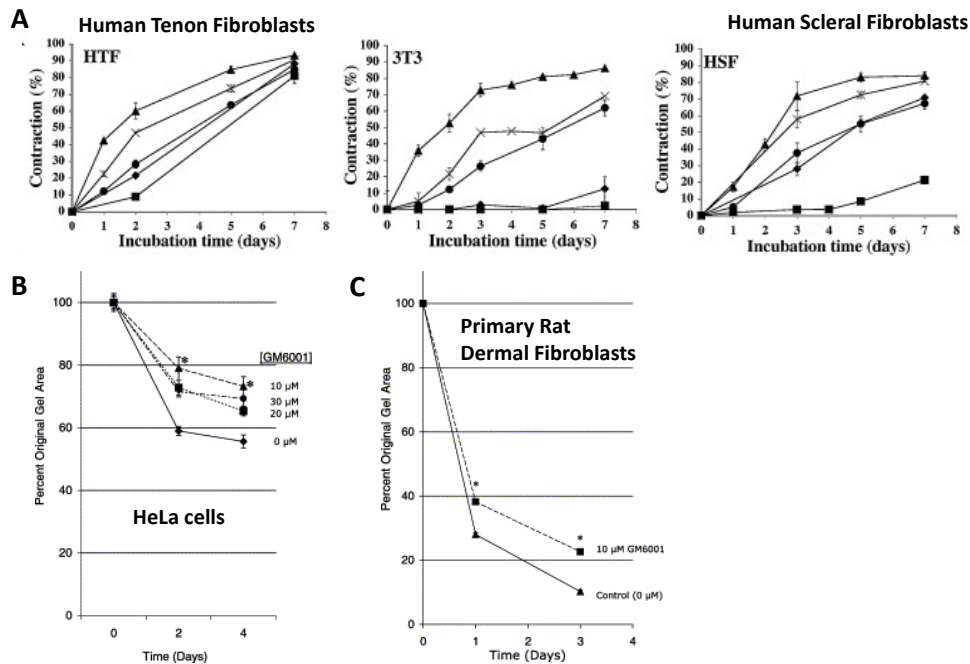 A
Human Tenon Fibroblasts
Human Scleral Fibroblasts
HTF
Contraction (%)
100
90
80
70
60
50
40
30
20
10
0
0 1 2 3 4 5 6 7 8
Incubation time (days)
3T3
Contraction (%)
100
90
80
70
60
50
40
30
20
10
0
0 1 2 3 4 5 6 7 8
Incubation time (days)
HSF
Contraction (%)
100
90
80
70
60
50
40
30
20
10
0
0 1 2 3 4 5 6 7 8
Incubation time (days)
B
Percent Original Gel Area
100
80
60
40
20
0
*
*
[GM6001]
10 µM
30 µM
20 µM
0 µM
HeLa cells
0 2 4
Time (Days)
C
Primary Rat
Dermal Fibroblasts
Percent Original Gel Area
100
80
60
40
20
0
*
*
10 µM GM6001
Control (0 µM)
0 1 2 3 4
Time (Days)